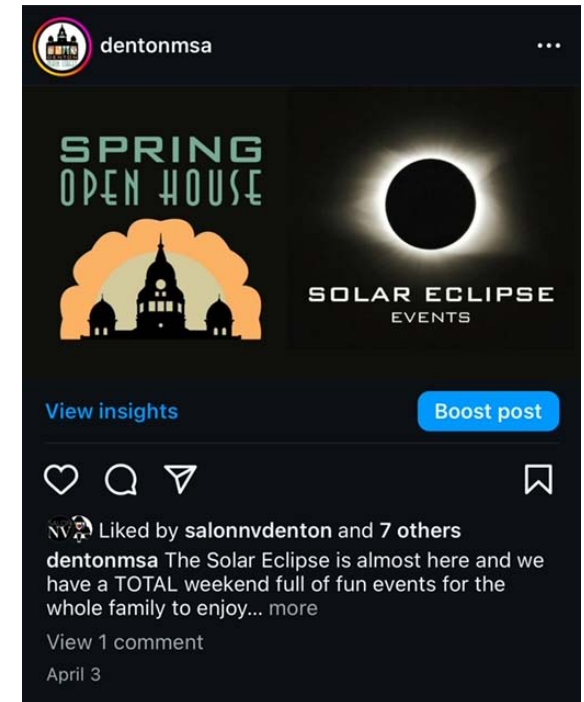 dentonmsa
SPRING
OPEN HOUSE
SOLAR ECLIPSE
EVENTS
View insights
Boost post
Liked by salonnvdenton and 7 others
dentonmsa The Solar Eclipse is almost here and we
have a TOTAL weekend full of fun events for the
whole family to enjoy... more
View 1 comment
April 3